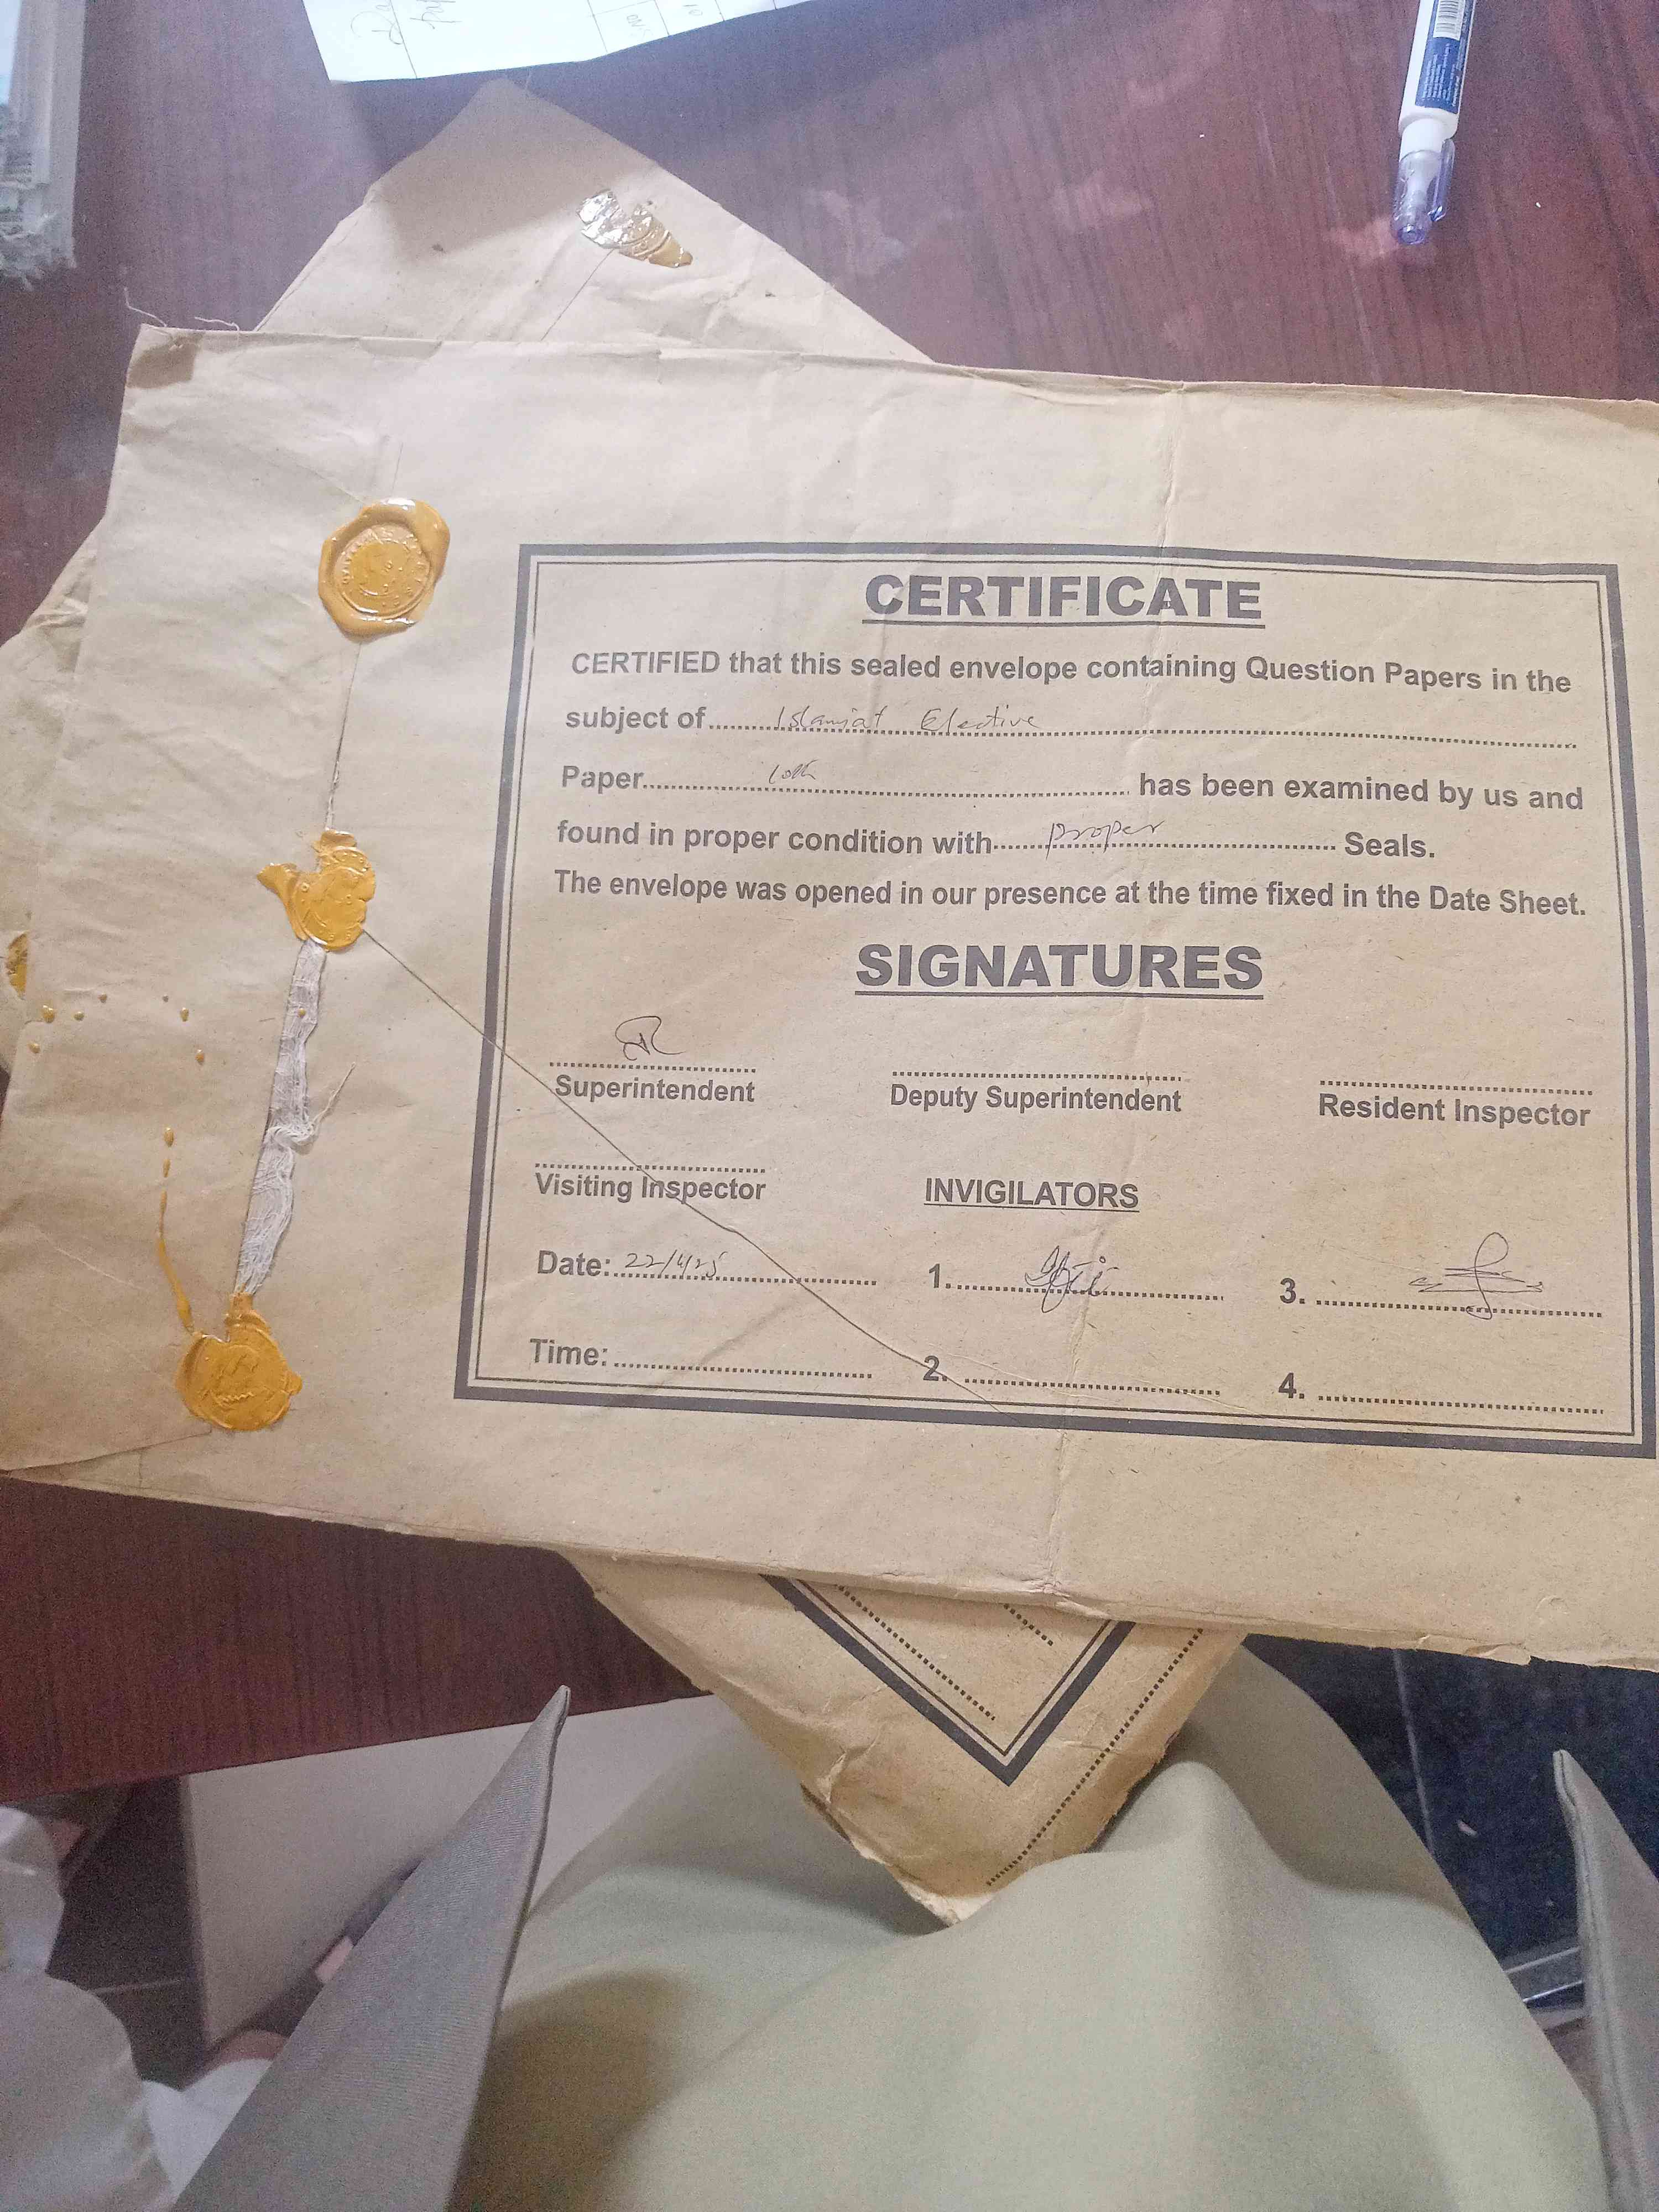 CERTIFICATE
CERTIFIED that this sealed envelope containing Question Papers in the
subject of Islamiat Elective
Paper 10th has been examined by us and
found in proper condition with proper Seals.
The envelope was opened in our presence at the time fixed in the Date Sheet.
SIGNATURES
Superintendent Deputy Superintendent Resident Inspector
Visiting Inspector INVIGILATORS
Date: 22/4/25 1. 3.
Time: 2. 4.